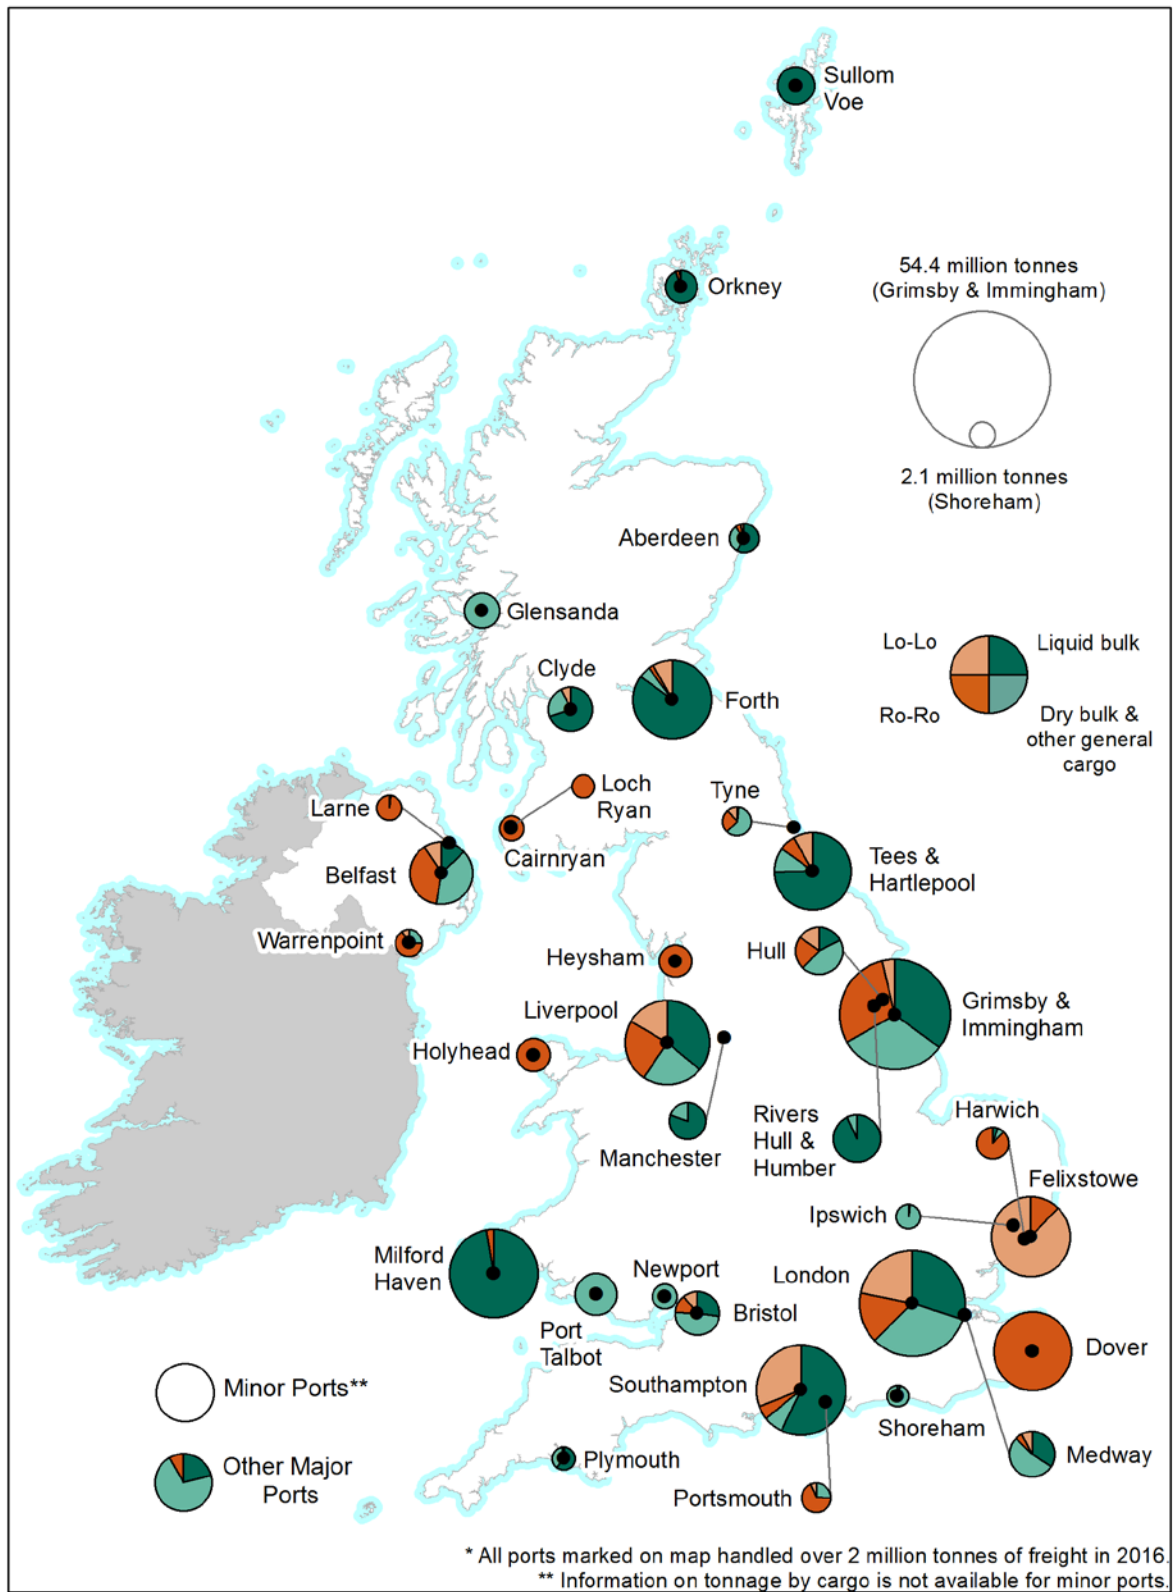 Sullom
Voe
Orkney
54.4 million tonnes
(Grimsby & Immingham)
2.1 million tonnes
(Shoreham)
Aberdeen
Glensanda
Clyde
Forth
Lo-Lo
Liquid bulk
Ro-Ro
Dry bulk &
other general
cargo
Loch
Ryan
Larne
Tyne
Cairnryan
Belfast
Tees &
Hartlepool
Warrenpoint
Heysham
Hull
Liverpool
Grimsby &
Immingham
Holyhead
Manchester
Rivers
Hull &
Humber
Harwich
Felixstowe
Ipswich
Milford
Haven
Newport
London
Bristol
Port
Talbot
Dover
Minor Ports**
Southampton
Shoreham
Other Major
Ports
Plymouth
Medway
Portsmouth
* All ports marked on map handled over 2 million tonnes of freight in 2016.
** Information on tonnage by cargo is not available for minor ports.